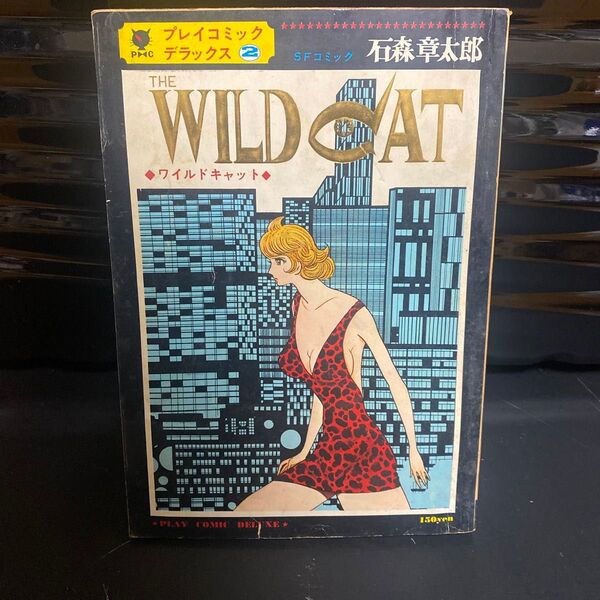 プレイコミック
デラックス2
PMC
SFコミック 石森章太郎
THE
WILD CAT
◆ワイルドキャット◆
★PLAY COMIC DELUXE★
150yen